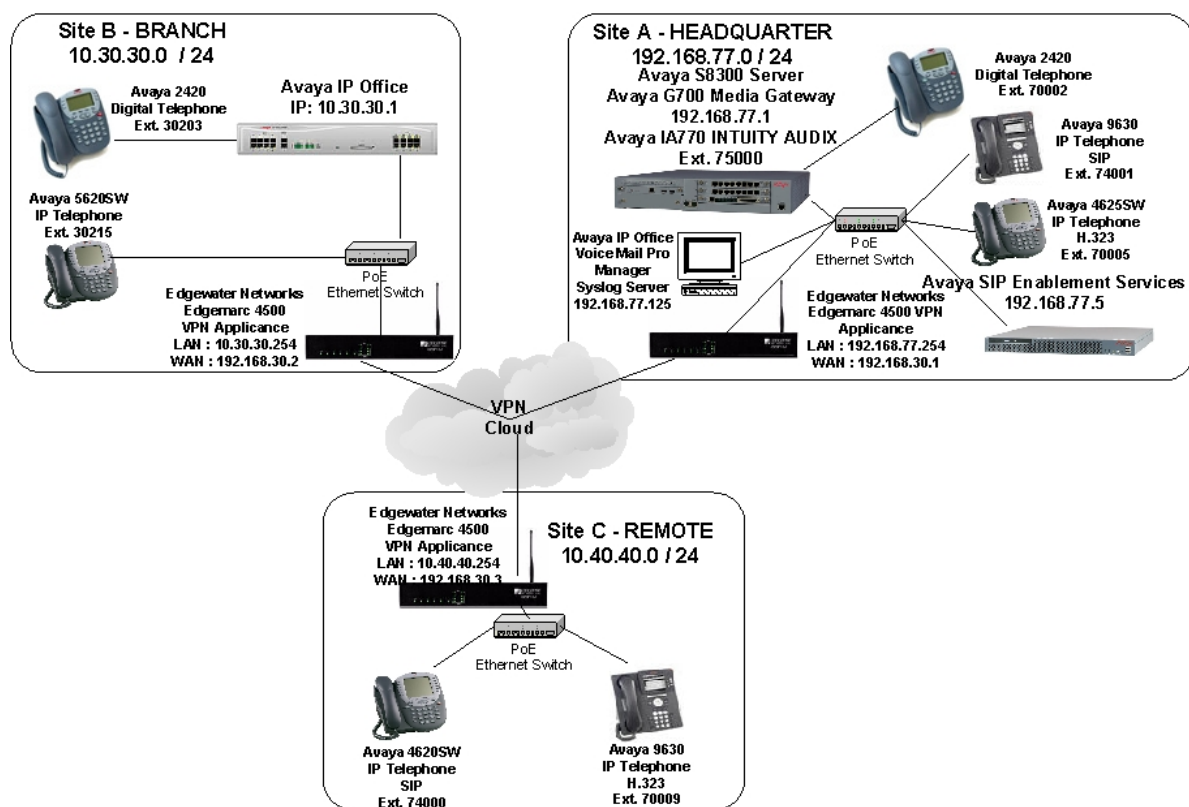 Site B - BRANCH
10.30.30.0 / 24
Avaya 2420
Digital Telephone
Ext. 30203
Avaya IP Office
IP: 10.30.30.1
Avaya 5620SW
IP Telephone
Ext. 30215
PoE
Ethernet Switch
Edgewater Networks
Edgemarc 4500
VPN Applicance
LAN : 10.30.30.254
WAN : 192.168.30.2
Site A - HEADQUARTER
192.168.77.0 / 24
Avaya S8300 Server
Avaya G700 Media Gateway
192.168.77.1
Avaya IA770 INTUITY AUDIX
Ext. 75000
Avaya 2420
Digital Telephone
Ext. 70002
Avaya 9630
IP Telephone
SIP
Ext. 74001
Avaya 4625SW
IP Telephone
H.323
Ext. 70005
PoE
Ethernet Switch
Avaya IP Office
VoiceMail Pro
Manager
Syslog Server
192.168.77.125
Avaya SIP Enablement Services
192.168.77.5
Edgewater Networks
Edgemarc 4500 VPN
Applicance
LAN : 192.168.77.254
WAN : 192.168.30.1
VPN
Cloud
Edgewater Networks
Edgemarc 4500
VPN Applicance
LAN : 10.40.40.254
WAN : 192.168.30.3
Site C - REMOTE
10.40.40.0 / 24
PoE
Ethernet Switch
Avaya 4620SW
IP Telephone
SIP
Ext. 74000
Avaya 9630
IP Telephone
H.323
Ext. 70009